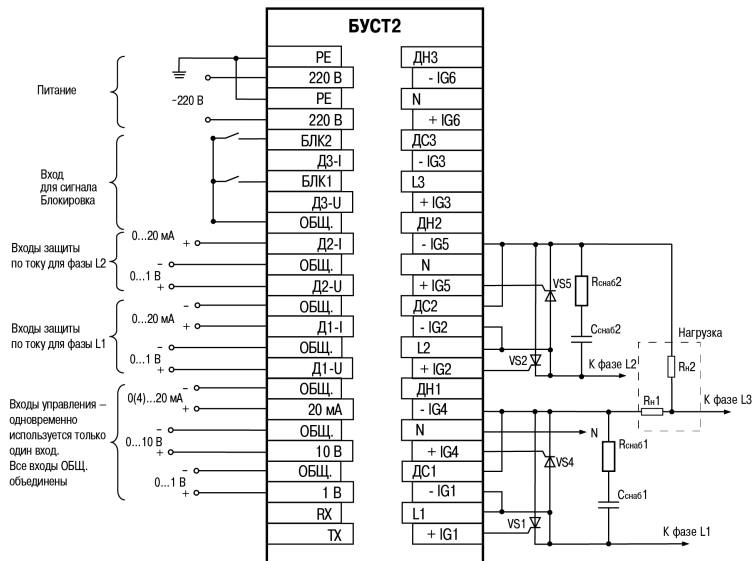 БУСТ2
Питание
~220 В
Вход
для сигнала
Блокировка
Входы защиты
по току для фазы L2
0...20 мА
+
−
0...1 В
+
Входы защиты
по току для фазы L1
−
0...20 мА
+
−
0...1 В
+
Входы управления –
одновременно
используется только
один вход.
Все входы ОБЩ.
объединены
−
0(4)...20 мА
+
−
0...10 В
+
−
0...1 В
+
PE
220 В
PE
220 В
БЛК2
Д3-I
БЛК1
Д3-U
ОБЩ.
Д2-I
ОБЩ.
Д2-U
ОБЩ.
Д1-I
ОБЩ.
Д1-U
ОБЩ.
20 мА
ОБЩ.
10 В
ОБЩ.
1 В
RX
TX
ДН3
- IG6
N
+ IG6
ДС3
- IG3
L3
+ IG3
ДН2
- IG5
N
+ IG5
ДС2
- IG2
L2
+ IG2
ДН1
- IG4
N
+ IG4
ДС1
- IG1
L1
+ IG1
VS5
Rснаб2
Cснаб2
VS2
К фазе L2
Нагрузка
Rн2
Rн1
К фазе L3
N
Rснаб1
VS4
Cснаб1
VS1
К фазе L1